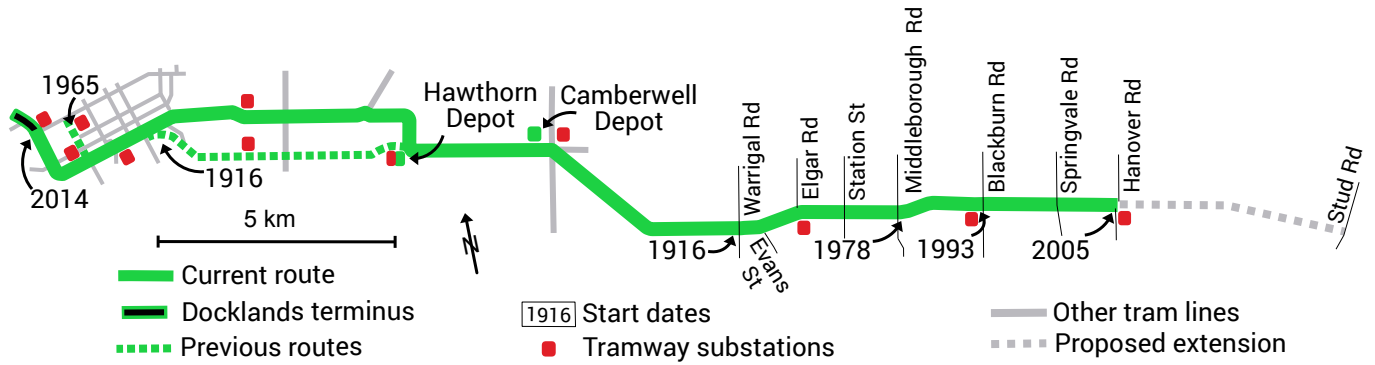 1965
2014
1916
Hawthorn
Depot
Camberwell
Depot
5 km
N
1916
Warrigal Rd
Evans
St
Elgar Rd
Station St
1978
Middleborough Rd
1993
Blackburn Rd
Springvale Rd
2005
Hanover Rd
Stud Rd
Current route
Docklands terminus
Previous routes
1916 Start dates
Tramway substations
Other tram lines
Proposed extension